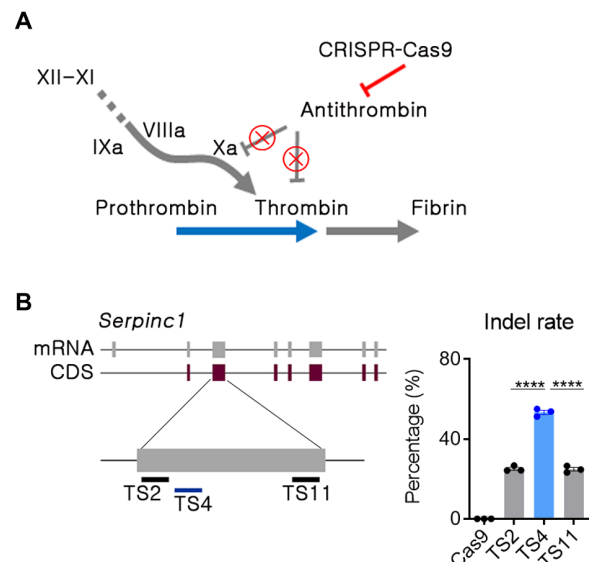 A
CRISPR-Cas9
XII–XI
Antithrombin
VIIIa
IXa
Xa
Prothrombin Thrombin Fibrin
B
Serpinc1
Indel rate
mRNA
CDS
80
**** ****
Percentage (%)
40
TS2
TS4
TS11
0
Cas9
TS2
TS4
TS11